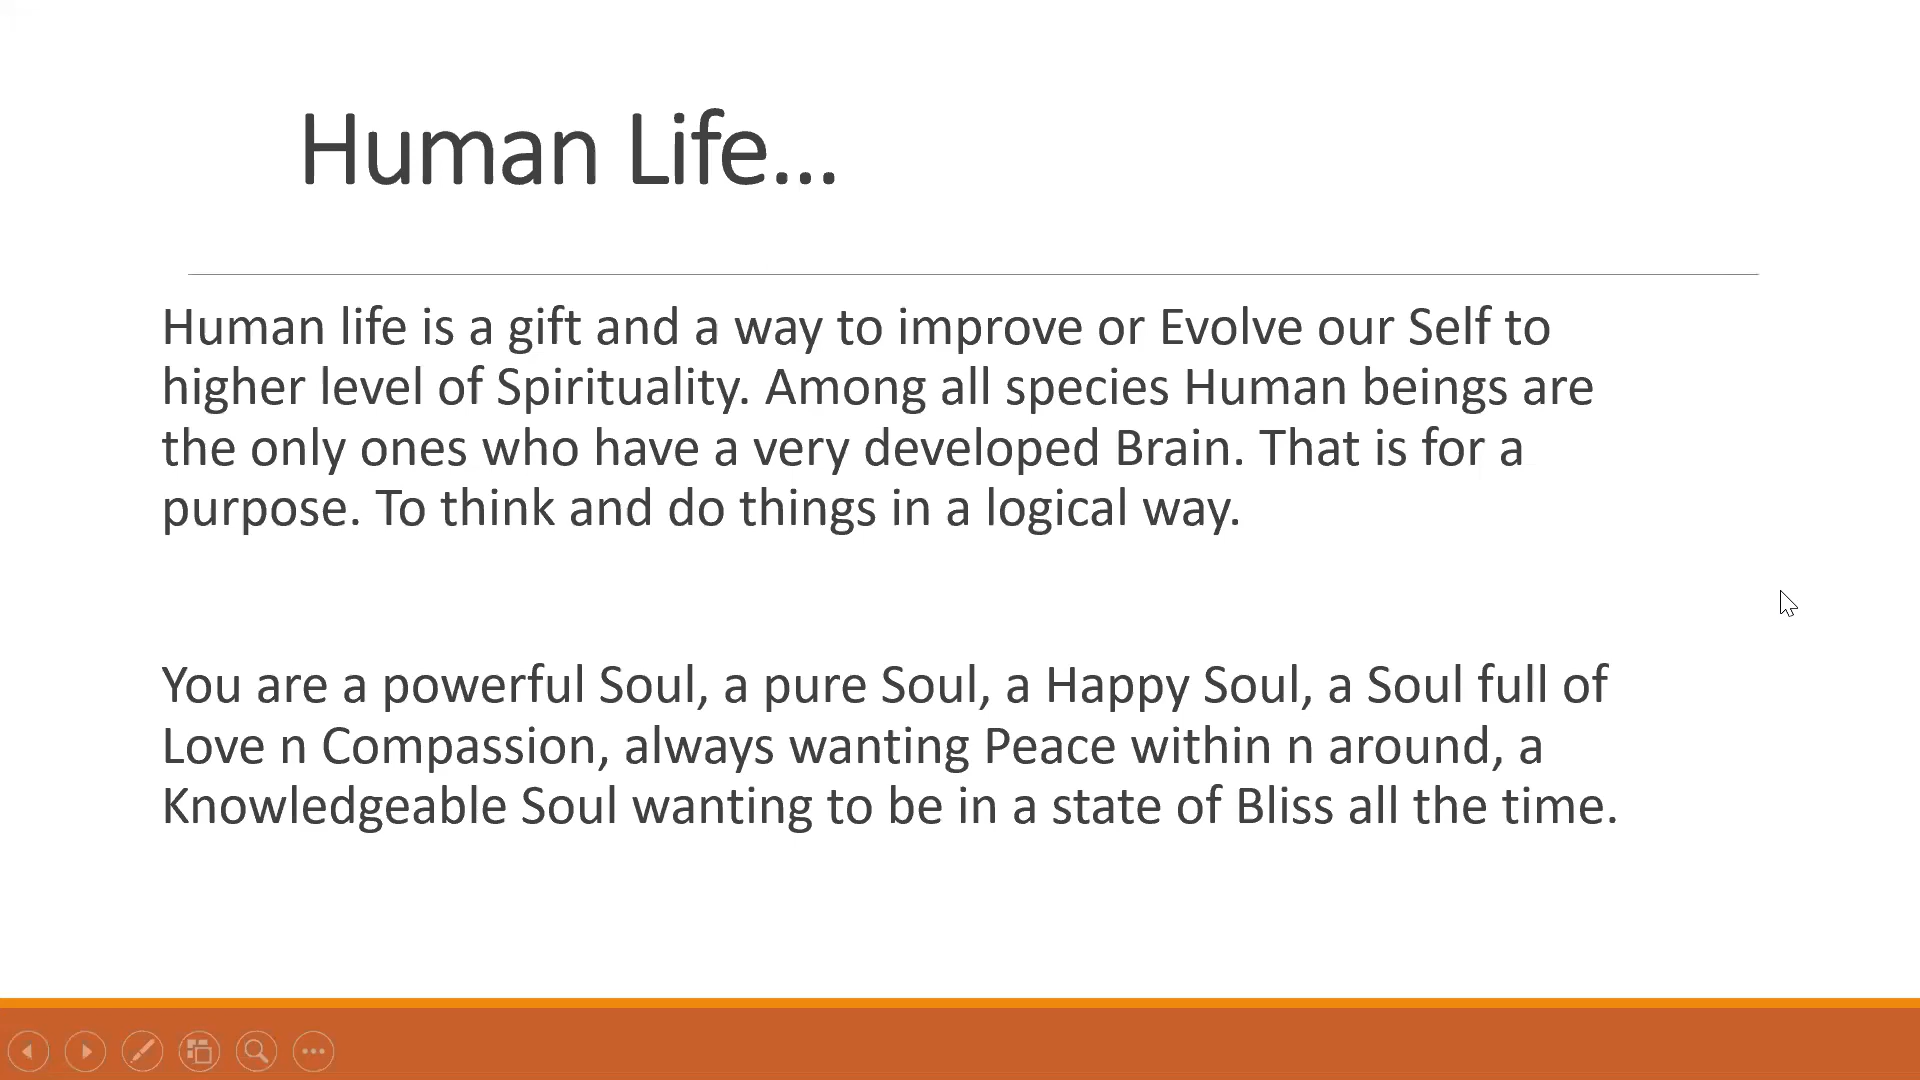 Human Life...
Human life is a gift and a way to improve or Evolve our Self to
higher level of Spirituality. Among all species Human beings are
the only ones who have a very developed Brain. That is for a
purpose. To think and do things in a logical way.
You are a powerful Soul, a pure Soul, a Happy Soul, a Soul full of
Love n Compassion, always wanting Peace within n around, a
Knowledgeable Soul wanting to be in a state of Bliss all the time.